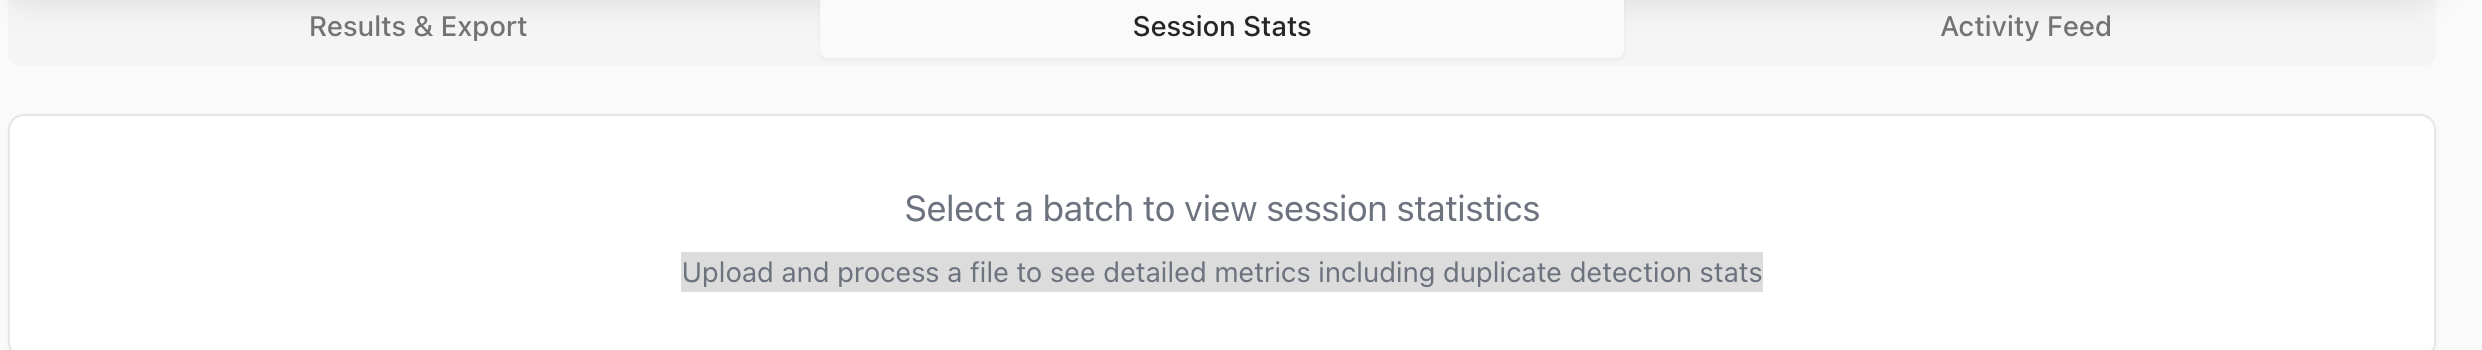 Results & Export
Session Stats
Activity Feed
Select a batch to view session statistics
Upload and process a file to see detailed metrics including duplicate detection stats